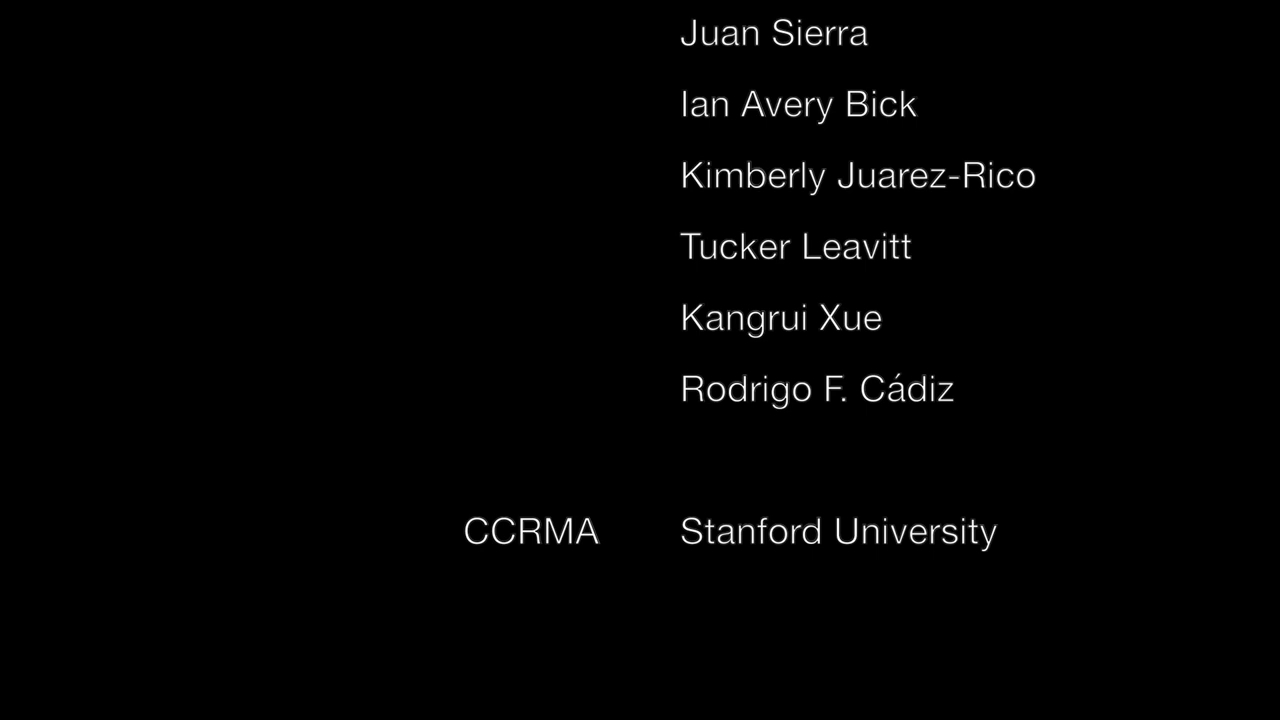 Juan Sierra
Ian Avery Bick
Kimberly Juarez-Rico
Tucker Leavitt
Kangrui Xue
Rodrigo F. Cádiz
CCRMA Stanford University